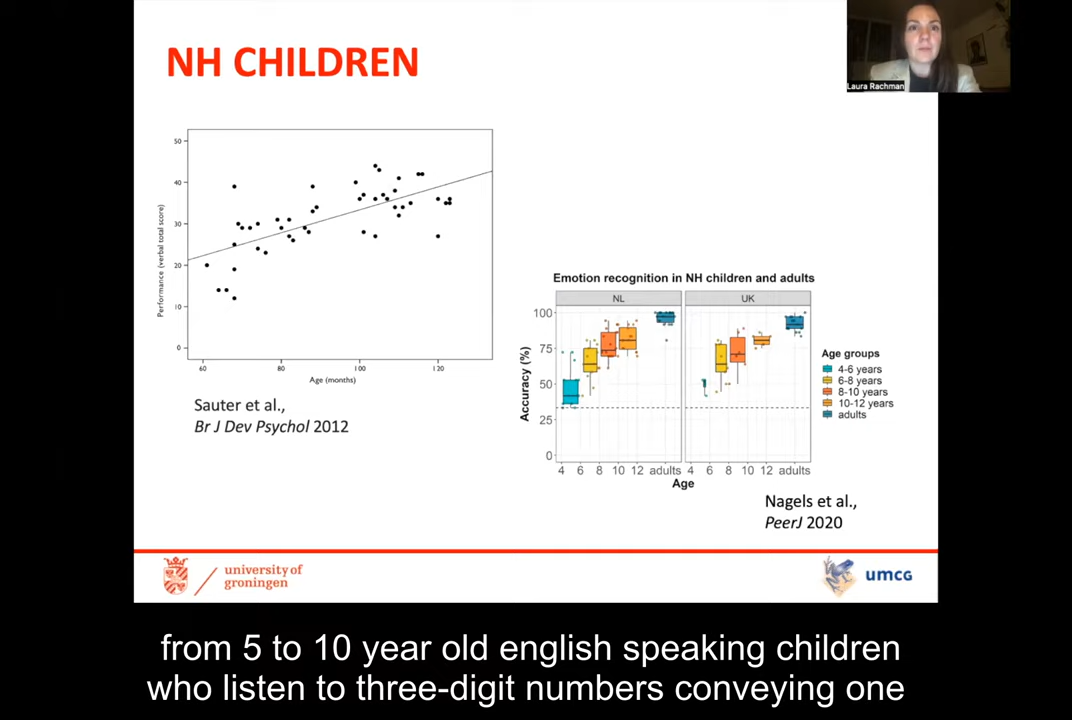 NH CHILDREN
Laura Rachman
50
40
30
20
10
0
Performance (verbal total score)
60
80
100
120
Age (months)
Sauter et al.,
Br J Dev Psychol 2012
Emotion recognition in NH children and adults
NL
UK
100
75
50
25
0
Accuracy (%)
4 6 8 10 12 adults 4 6 8 10 12 adults
Age
Age groups
4-6 years
6-8 years
8-10 years
10-12 years
adults
Nagels et al.,
PeerJ 2020
university of
groningen
umcg
from 5 to 10 year old english speaking children
who listen to three-digit numbers conveying one